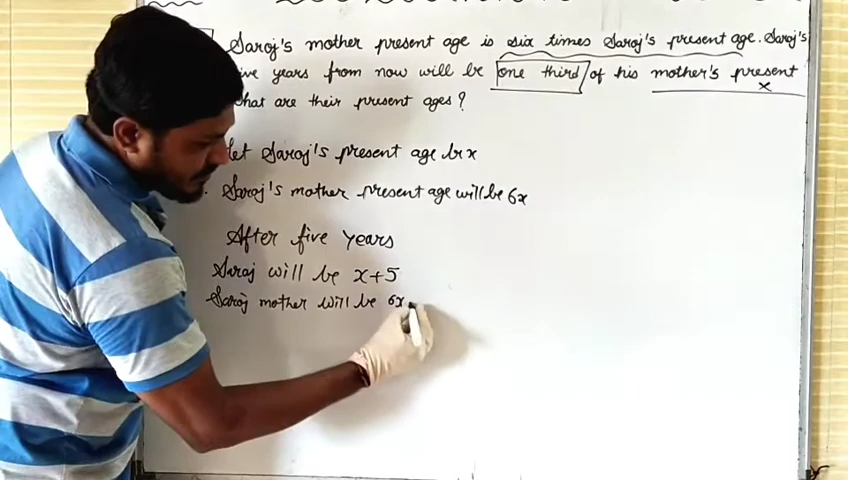 Saroj's mother present age is six times Saroj's present age. Saroj's
ive years from now will be one third of his mother's present
x
hat are their present ages?
let Saroj's present age be x
Saroj's mother present age will be 6x
After five years
Saroj will be x+5
Saroj mother will be 6x